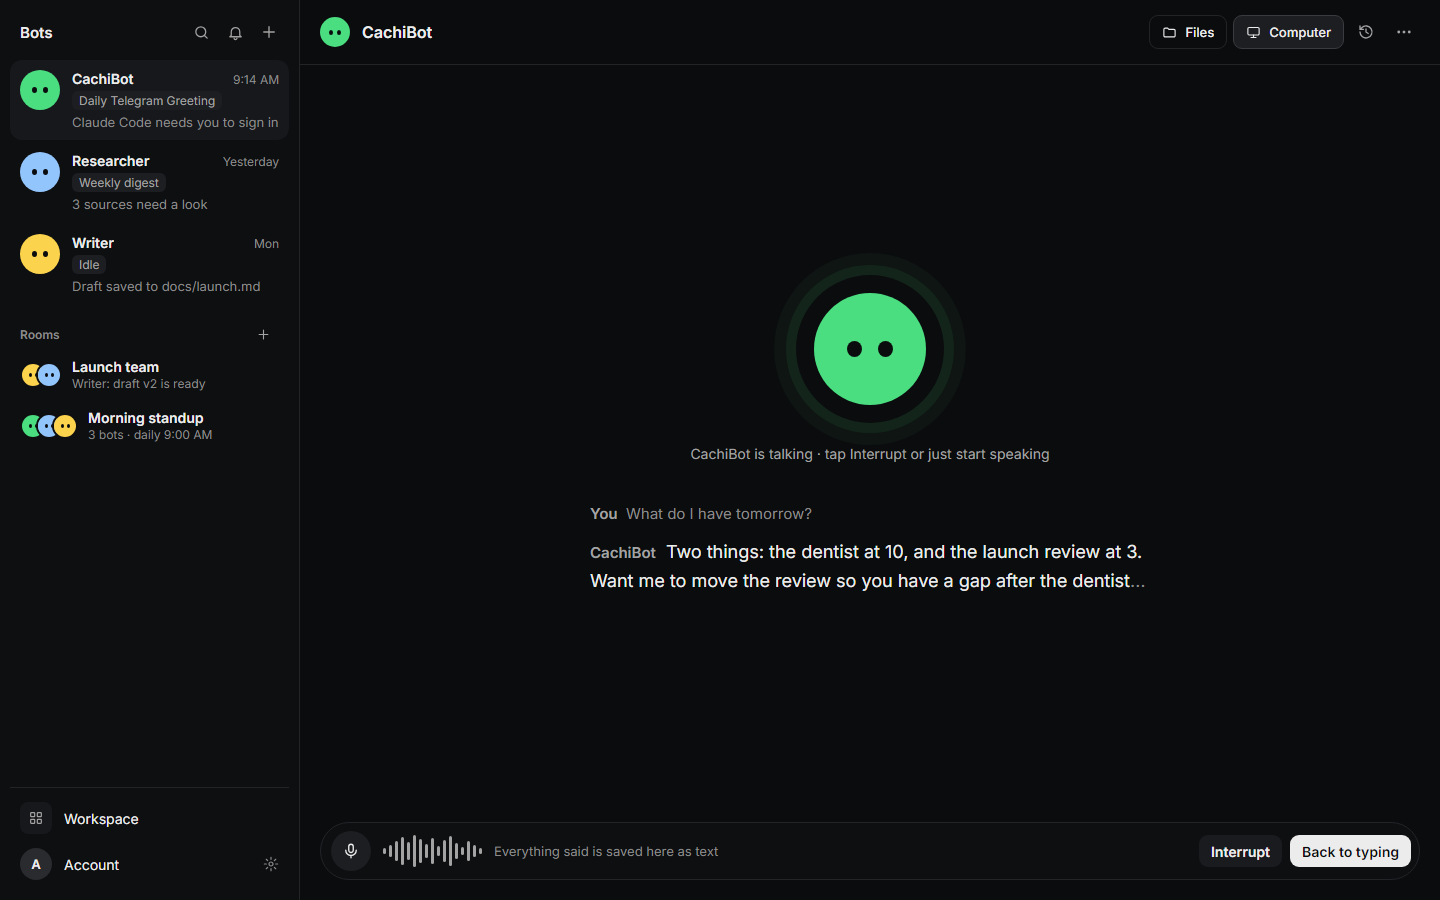 Bots
CachiBot
9:14 AM
Daily Telegram Greeting
Claude Code needs you to sign in
Researcher
Yesterday
Weekly digest
3 sources need a look
Writer
Mon
Idle
Draft saved to docs/launch.md
Rooms
Launch team
Writer: draft v2 is ready
Morning standup
3 bots · daily 9:00 AM
Workspace
A
Account
CachiBot
Files
Computer
CachiBot is talking · tap Interrupt or just start speaking
You What do I have tomorrow?
CachiBot Two things: the dentist at 10, and the launch review at 3.
Want me to move the review so you have a gap after the dentist...
Everything said is saved here as text
Interrupt
Back to typing